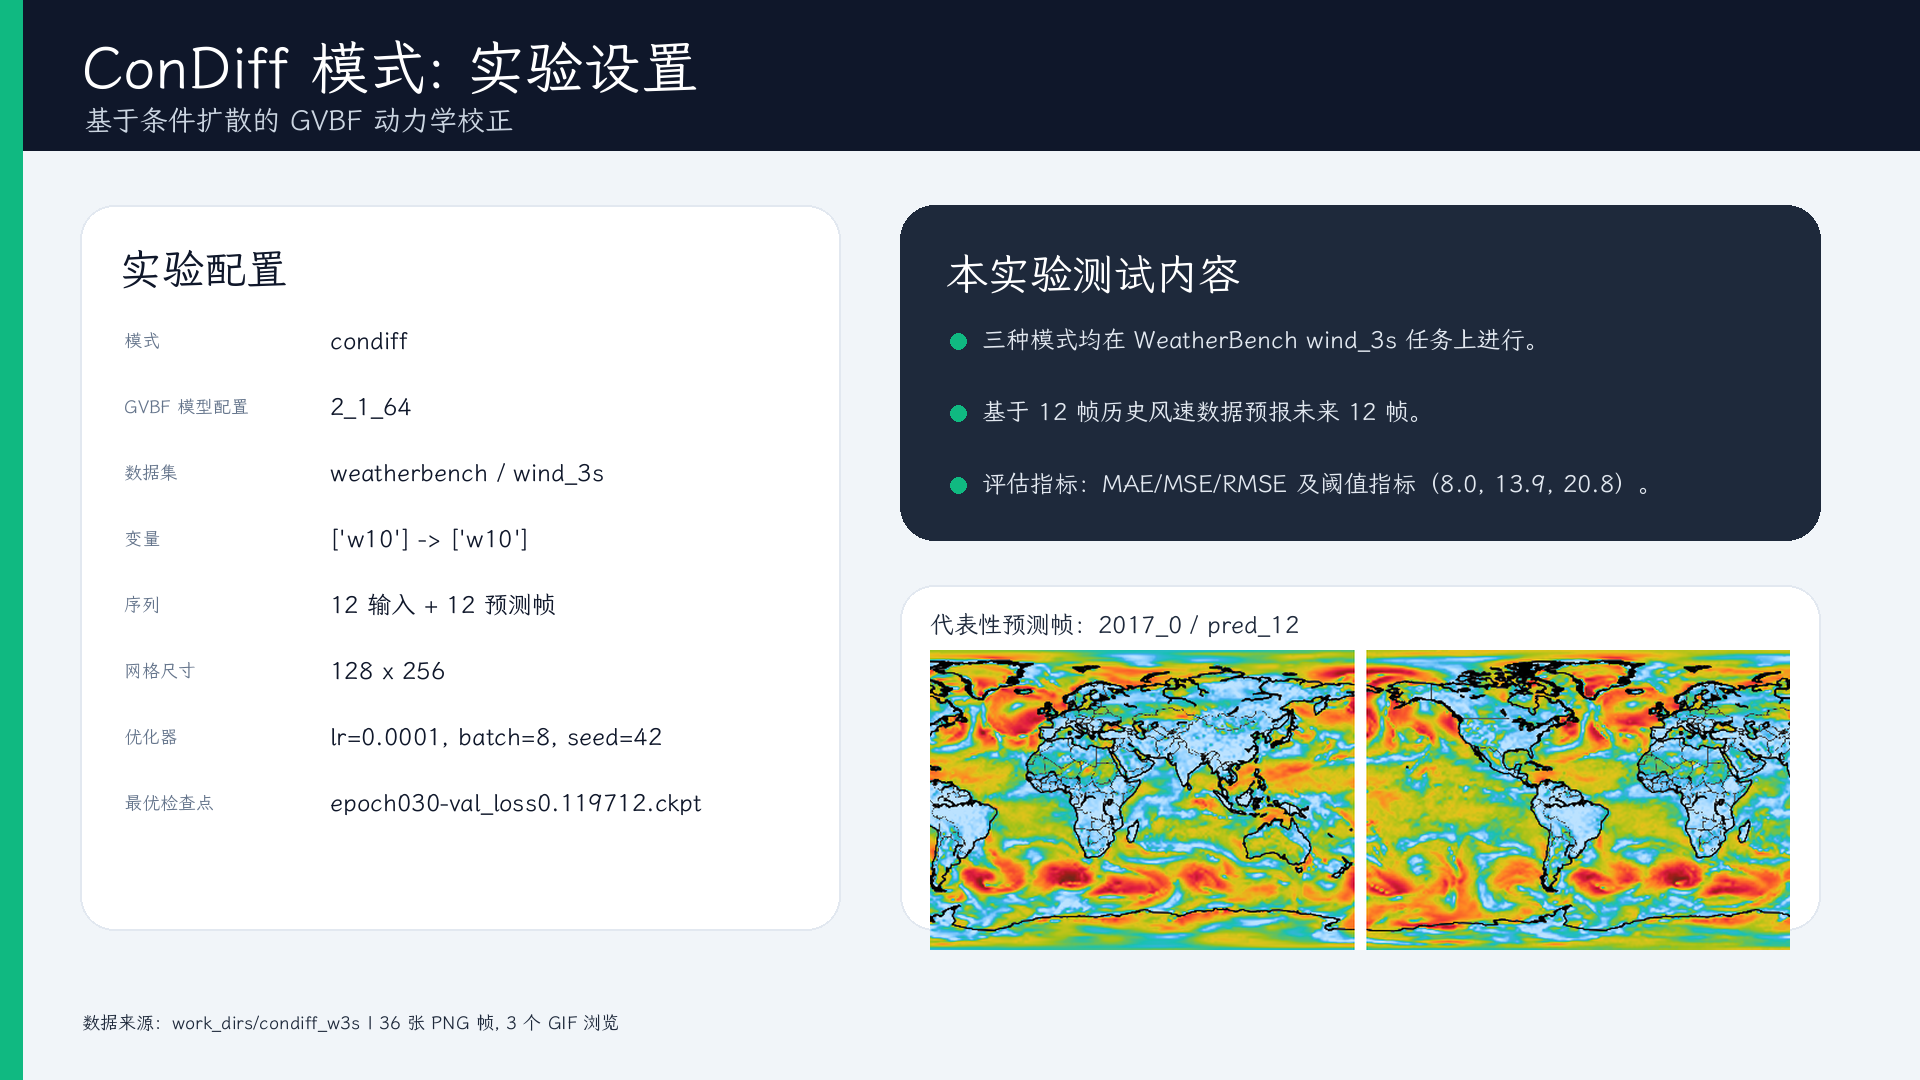 ConDiff 模式: 实验设置
基于条件扩散的 GVBF 动力学校正
实验配置
模式 condiff
GVBF 模型配置 2_1_64
数据集 weatherbench / wind_3s
变量 ['w10'] -> ['w10']
序列 12 输入 + 12 预测帧
网格尺寸 128 x 256
优化器 lr=0.0001, batch=8, seed=42
最优检查点 epoch030-val_loss0.119712.ckpt
本实验测试内容
三种模式均在 WeatherBench wind_3s 任务上进行。
基于 12 帧历史风速数据预报未来 12 帧。
评估指标：MAE/MSE/RMSE 及阈值指标（8.0, 13.9, 20.8）。
代表性预测帧：2017_0 / pred_12
数据来源：work_dirs/condiff_w3s | 36 张 PNG 帧, 3 个 GIF 浏览